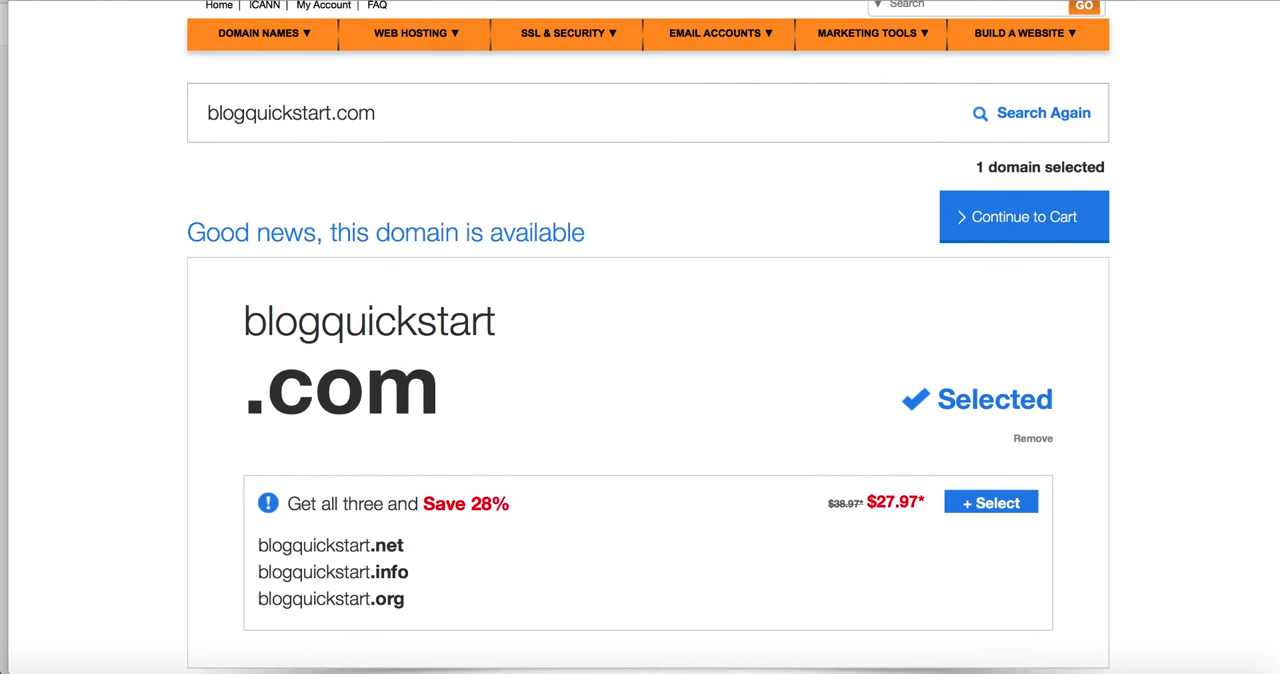 Home | ICANN | My Account | FAQ
▼ Search GO
DOMAIN NAMES ▼ WEB HOSTING ▼ SSL & SECURITY ▼ EMAIL ACCOUNTS ▼ MARKETING TOOLS ▼ BUILD A WEBSITE ▼
blogquickstart.com Search Again
1 domain selected
Continue to Cart
Good news, this domain is available
blogquickstart
.com
Selected
Remove
! Get all three and Save 28% $38.97* $27.97* + Select
blogquickstart.net
blogquickstart.info
blogquickstart.org